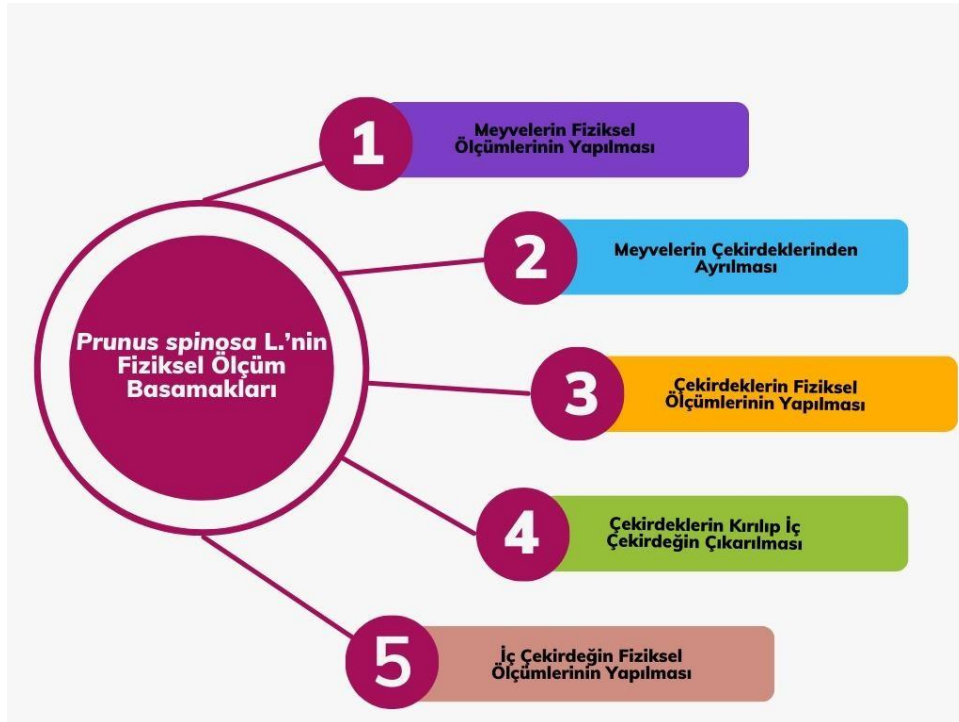 1
Meyvelerin Fiziksel
Ölçümlerinin Yapılması
2
Meyvelerin Çekirdeklerinden
Ayrılması
Prunus spinosa L.’nin
Fiziksel Ölçüm
Basamakları
3
Çekirdeklerin Fiziksel
Ölçümlerinin Yapılması
4
Çekirdeklerin Kırılıp İç
Çekirdeğin Çıkarılması
5
İç Çekirdeğin Fiziksel
Ölçümlerinin Yapılması